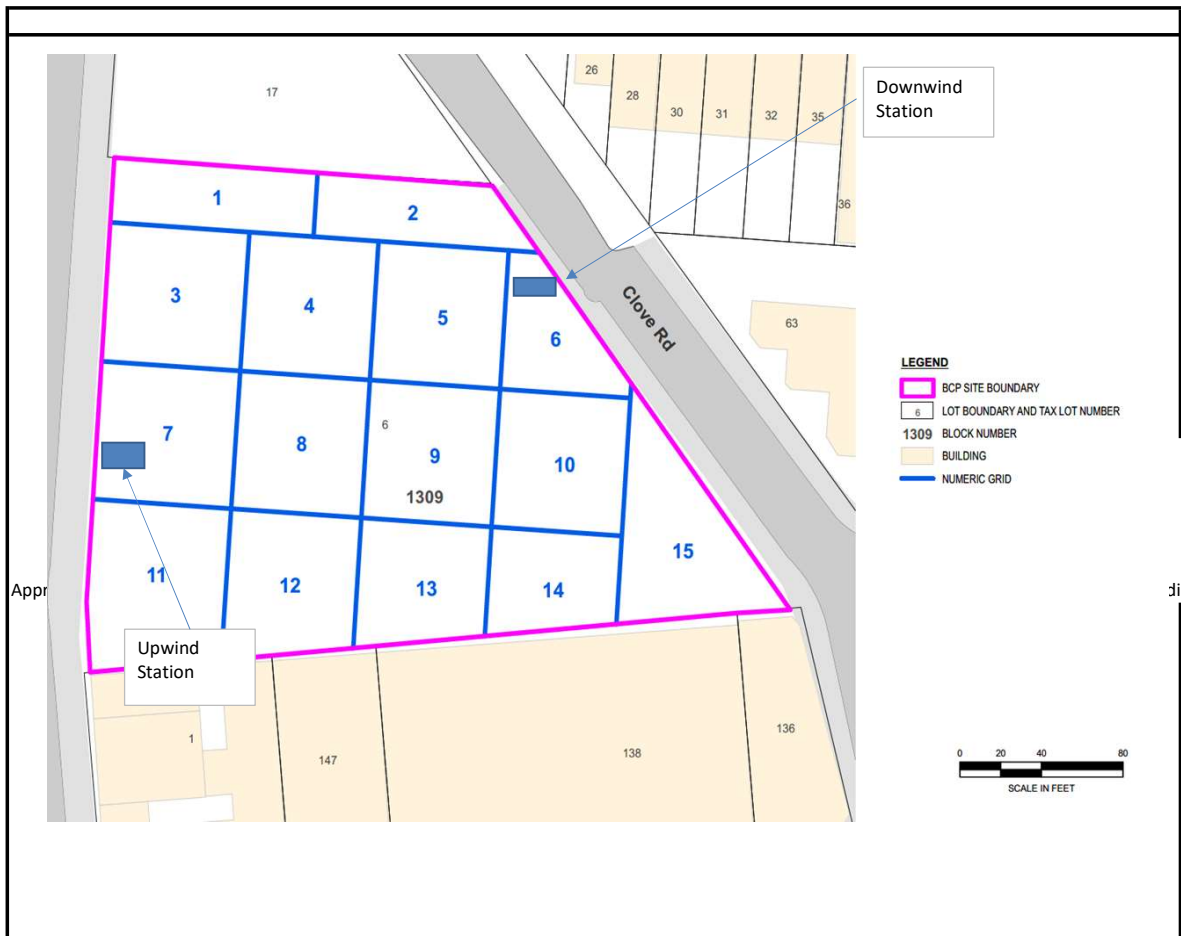 17
26
28
30
31
32
35
36
Downwind
Station
1
2
3
4
5
6
Clove Rd
63
7
8
6
9
1309
10
11
12
13
14
15
LEGEND
BCP SITE BOUNDARY
6 LOT BOUNDARY AND TAX LOT NUMBER
1309 BLOCK NUMBER
BUILDING
NUMERIC GRID
Appr
di
Upwind
Station
1
147
138
136
0 20 40 80
SCALE IN FEET